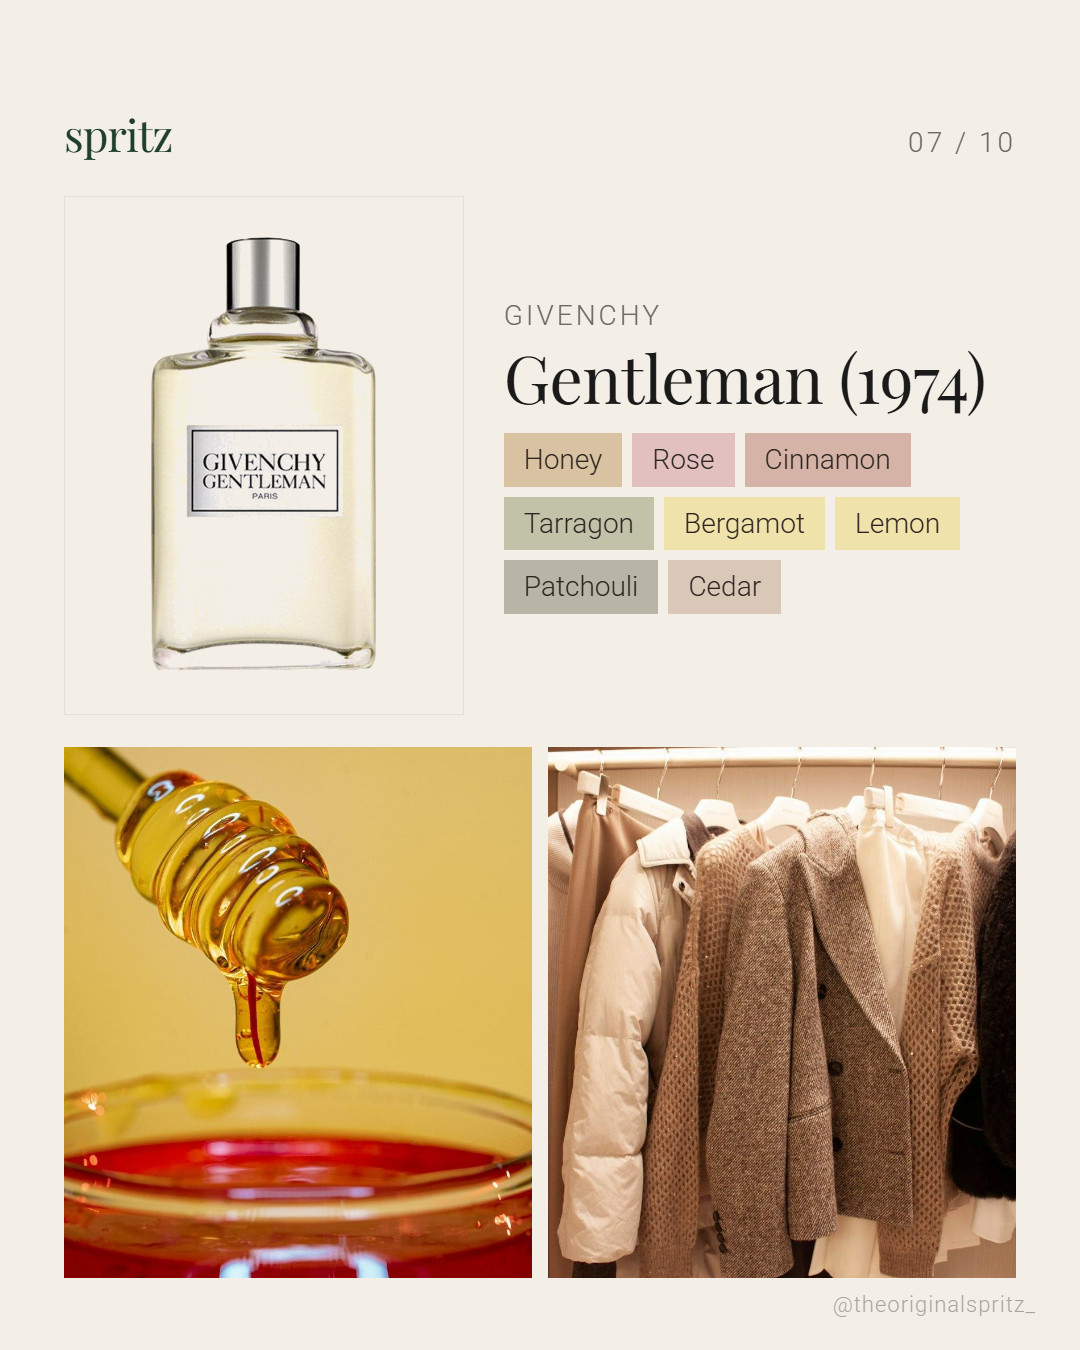 spritz
07 / 10
GIVENCHY
Gentleman (1974)
Honey Rose Cinnamon
Tarragon Bergamot Lemon
Patchouli Cedar
GIVENCHY
GENTLEMAN
PARIS
@theoriginalspritz_